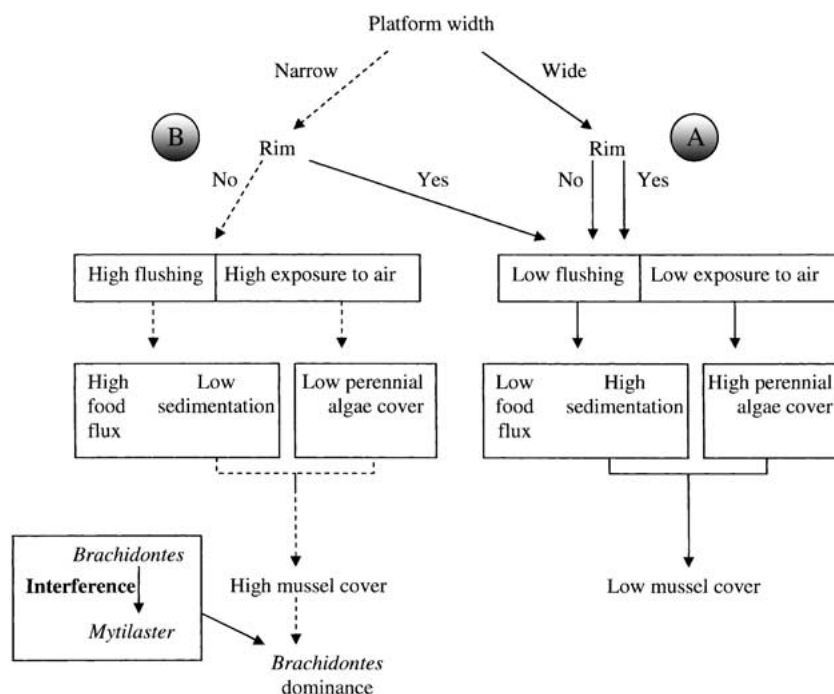 Platform width
Narrow
Wide
B
Rim
Rim
A
No
Yes
No
Yes
High flushing
High exposure to air
Low flushing
Low exposure to air
High
food
flux
Low
sedimentation
Low perennial
algae cover
Low
food
flux
High
sedimentation
High perennial
algae cover
Brachidontes
Interference
Mytilaster
High mussel cover
Low mussel cover
Brachidontes
dominance